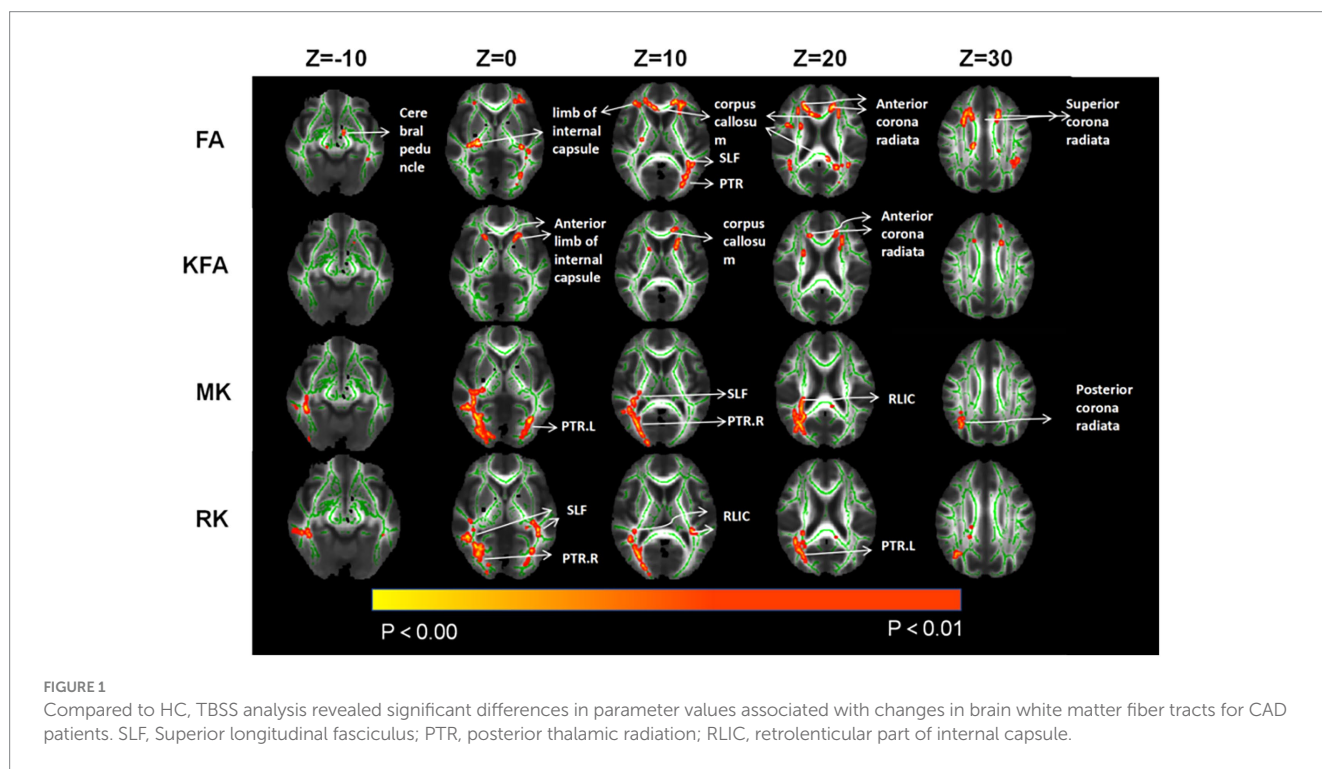 Z=-10 Z=0 Z=10 Z=20 Z=30
FA
Cere
bral
pedu
ncle
limb of
internal
capsule
corpus
callosu
m
SLF
PTR
Anterior
corona
radiata
Superior
corona
radiata
KFA
Anterior
limb of
internal
capsule
corpus
callosu
m
Anterior
corona
radiata
MK
PTR.L
SLF
PTR.R
RLIC
Posterior
corona
radiata
RK
SLF
PTR.R
RLIC
PTR.L
P < 0.00
P < 0.01
FIGURE 1
Compared to HC, TBSS analysis revealed significant differences in parameter values associated with changes in brain white matter fiber tracts for CAD
patients. SLF, Superior longitudinal fasciculus; PTR, posterior thalamic radiation; RLIC, retrolenticular part of internal capsule.